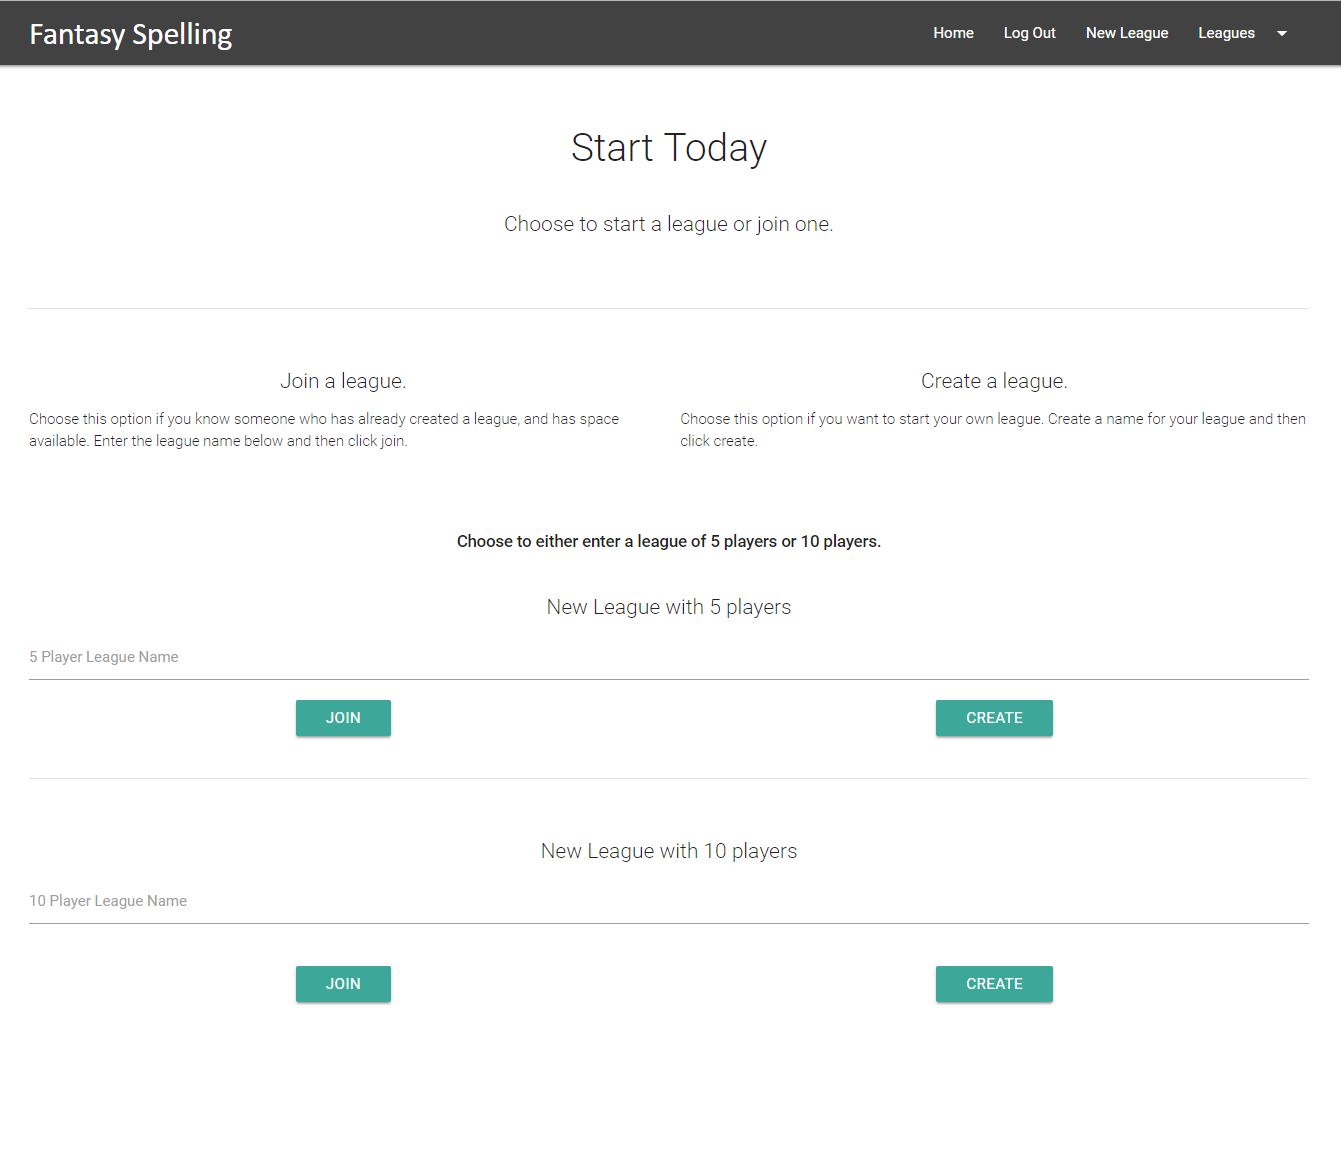 Fantasy Spelling
Home Log Out New League Leagues
Start Today
Choose to start a league or join one.
Join a league.
Choose this option if you know someone who has already created a league, and has space
available. Enter the league name below and then click join.
Create a league.
Choose this option if you want to start your own league. Create a name for your league and then
click create.
Choose to either enter a league of 5 players or 10 players.
New League with 5 players
5 Player League Name
JOIN CREATE
New League with 10 players
10 Player League Name
JOIN CREATE